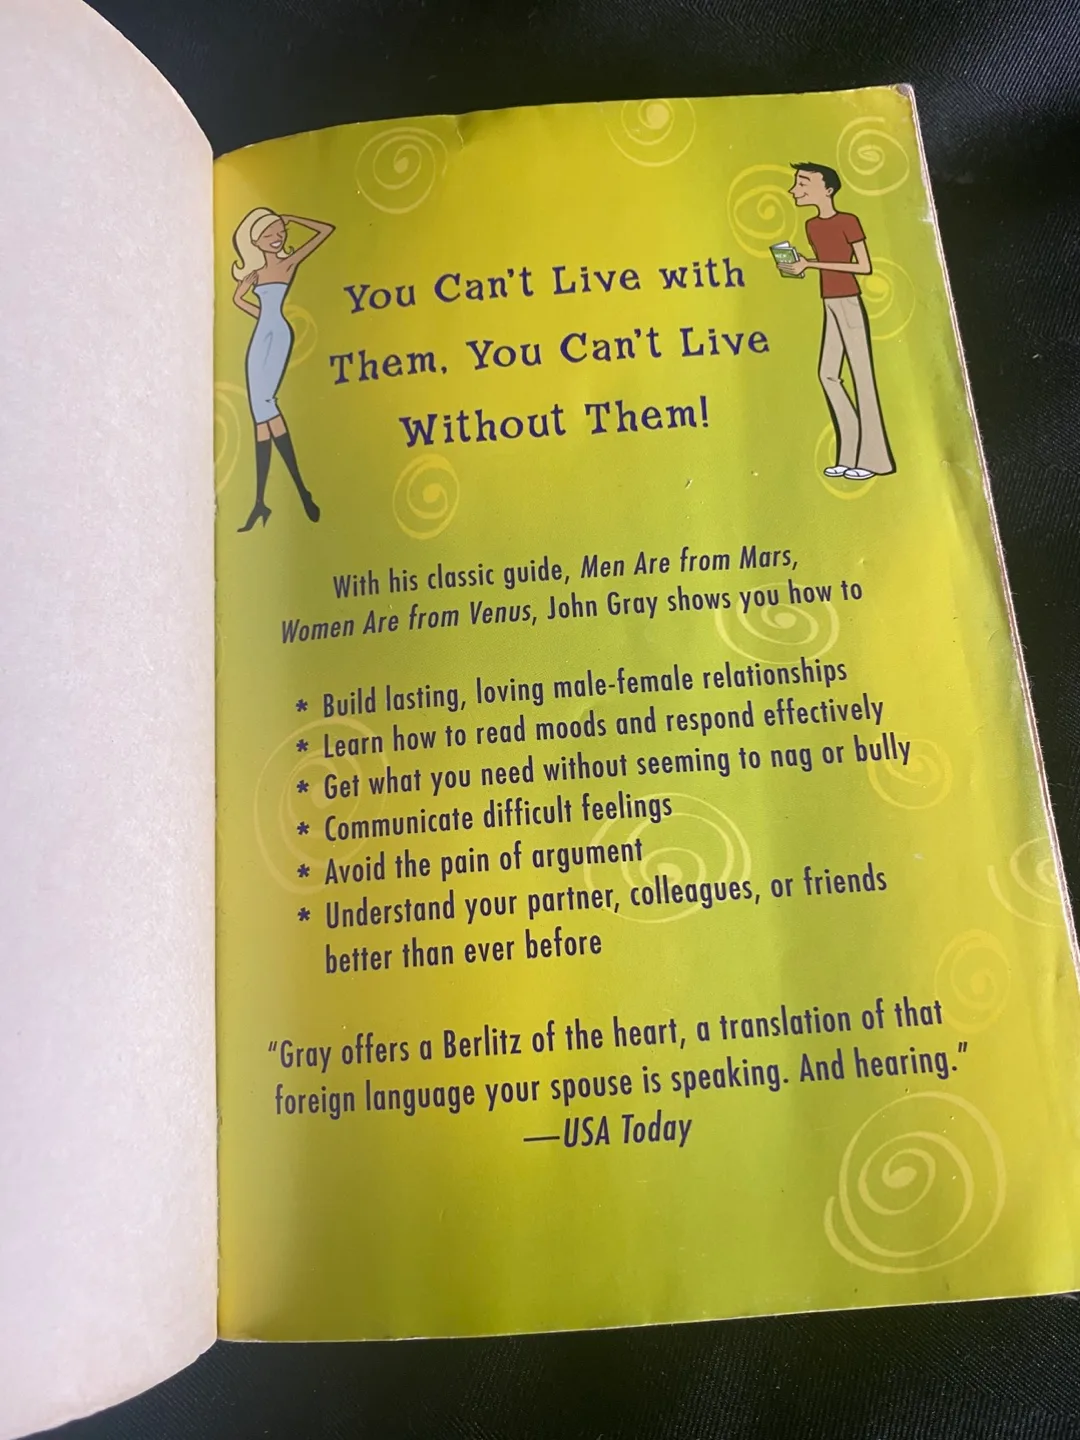 You Can't Live with
Them, You Can't Live
Without Them!
With his classic guide, Men Are from Mars,
Women Are from Venus, John Gray shows you how to
* Build lasting, loving male-female relationships
* Learn how to read moods and respond effectively
* Get what you need without seeming to nag or bully
* Communicate difficult feelings
* Avoid the pain of argument
* Understand your partner, colleagues, or friends
better than ever before
"Gray offers a Berlitz of the heart, a translation of that
foreign language your spouse is speaking. And hearing."
—USA Today